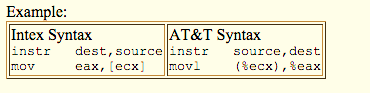 Example:
Intex Syntax AT&T Syntax
instr dest,source instr source,dest
mov eax,[ecx] movl (%ecx),%eax